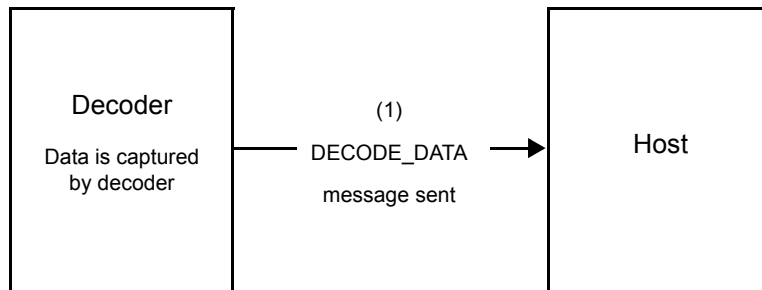 Decoder
Data is captured
by decoder
(1)
DECODE_DATA
message sent
Host